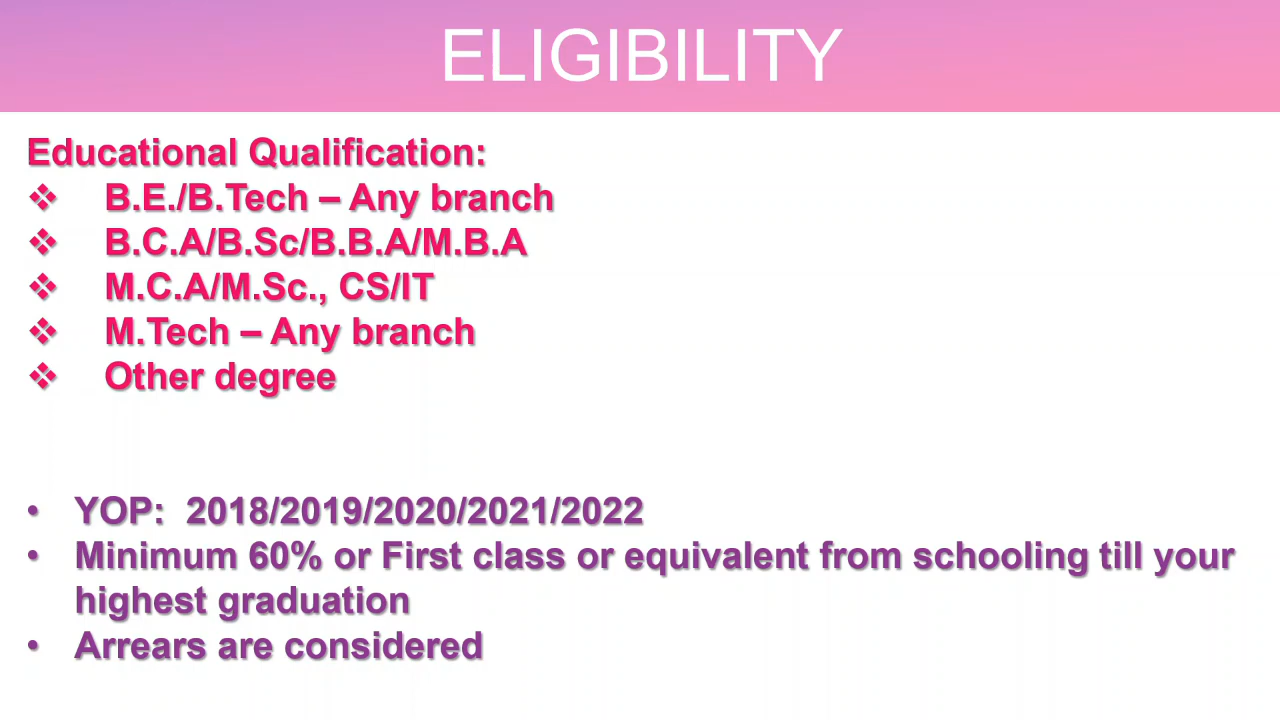 ELIGIBILITY
Educational Qualification:
❖ B.E./B.Tech – Any branch
❖ B.C.A/B.Sc/B.B.A/M.B.A
❖ M.C.A/M.Sc., CS/IT
❖ M.Tech – Any branch
❖ Other degree
• YOP: 2018/2019/2020/2021/2022
• Minimum 60% or First class or equivalent from schooling till your
highest graduation
• Arrears are considered